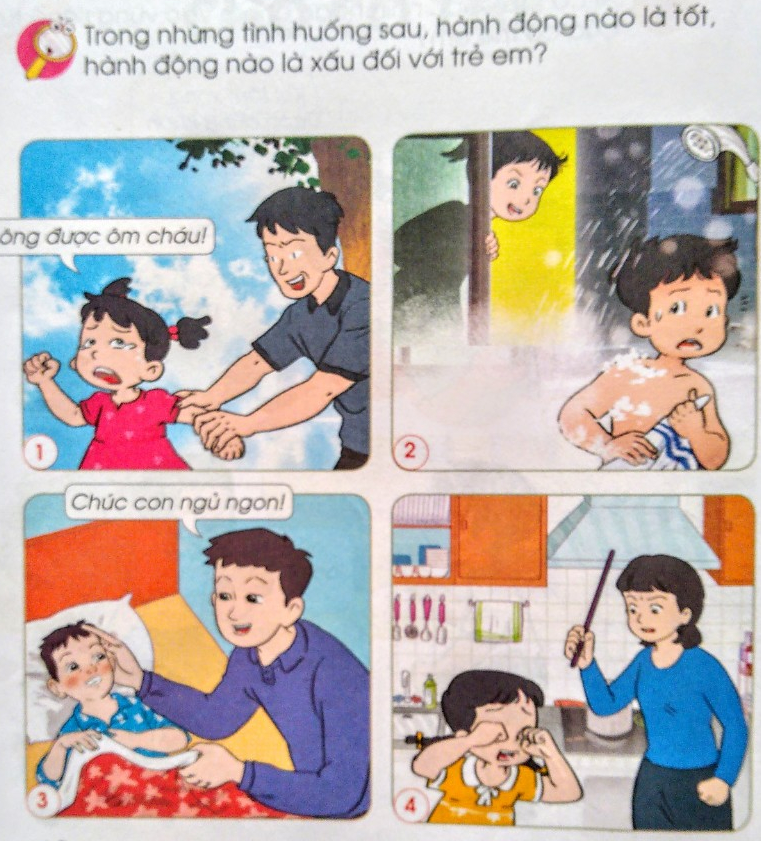 Trong những tình huống sau, hành động nào là tốt,
hành động nào là xấu đối với trẻ em?
ông được ôm cháu!
1
2
Chúc con ngủ ngon!
3
4